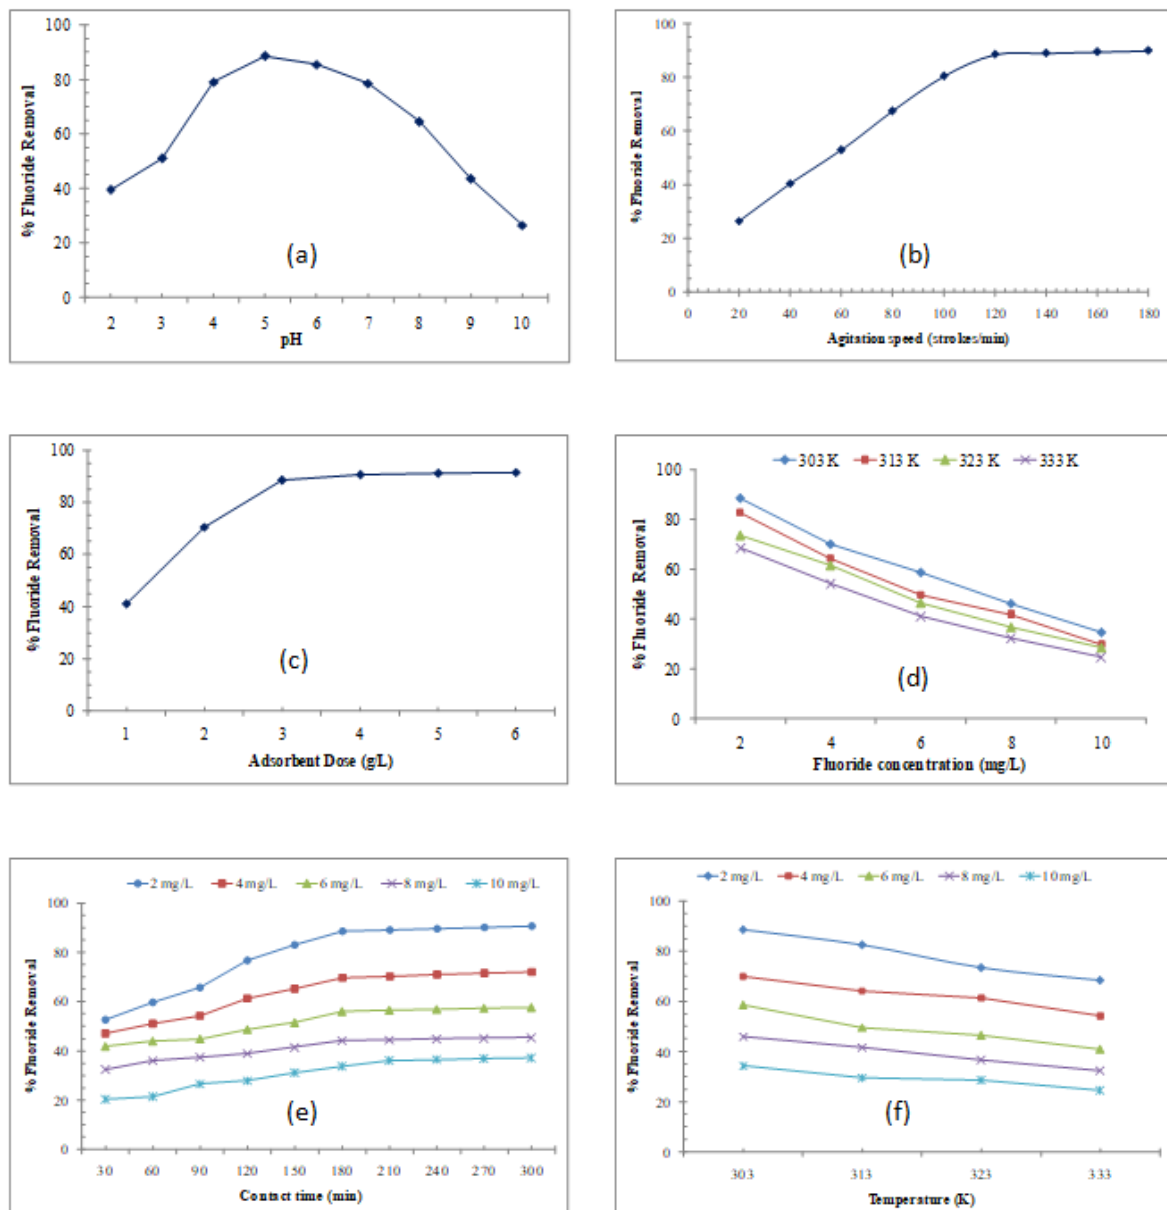 % Fluoride Removal
100
80
60
40
20
0
(a)
2 3 4 5 6 7 8 9 10
pH
% Fluoride Removal
100
80
60
40
20
0
(b)
0 20 40 60 80 100 120 140 160 180
Agitation speed (strokes/min)
% Fluoride Removal
100
80
60
40
20
0
(c)
1 2 3 4 5 6
Adsorbent Dose (g/L)
303 K 313 K 323 K 333 K
% Fluoride Removal
100
80
60
40
20
0
(d)
2 4 6 8 10
Fluoride concentration (mg/L)
2 mg/L 4 mg/L 6 mg/L 8 mg/L 10 mg/L
% Fluoride Removal
100
80
60
40
20
0
(e)
30 60 90 120 150 180 210 240 270 300
Contact time (min)
2 mg/L 4 mg/L 6 mg/L 8 mg/L 10 mg/L
% Fluoride Removal
100
80
60
40
20
0
(f)
303 313 323 333
Temperature (K)